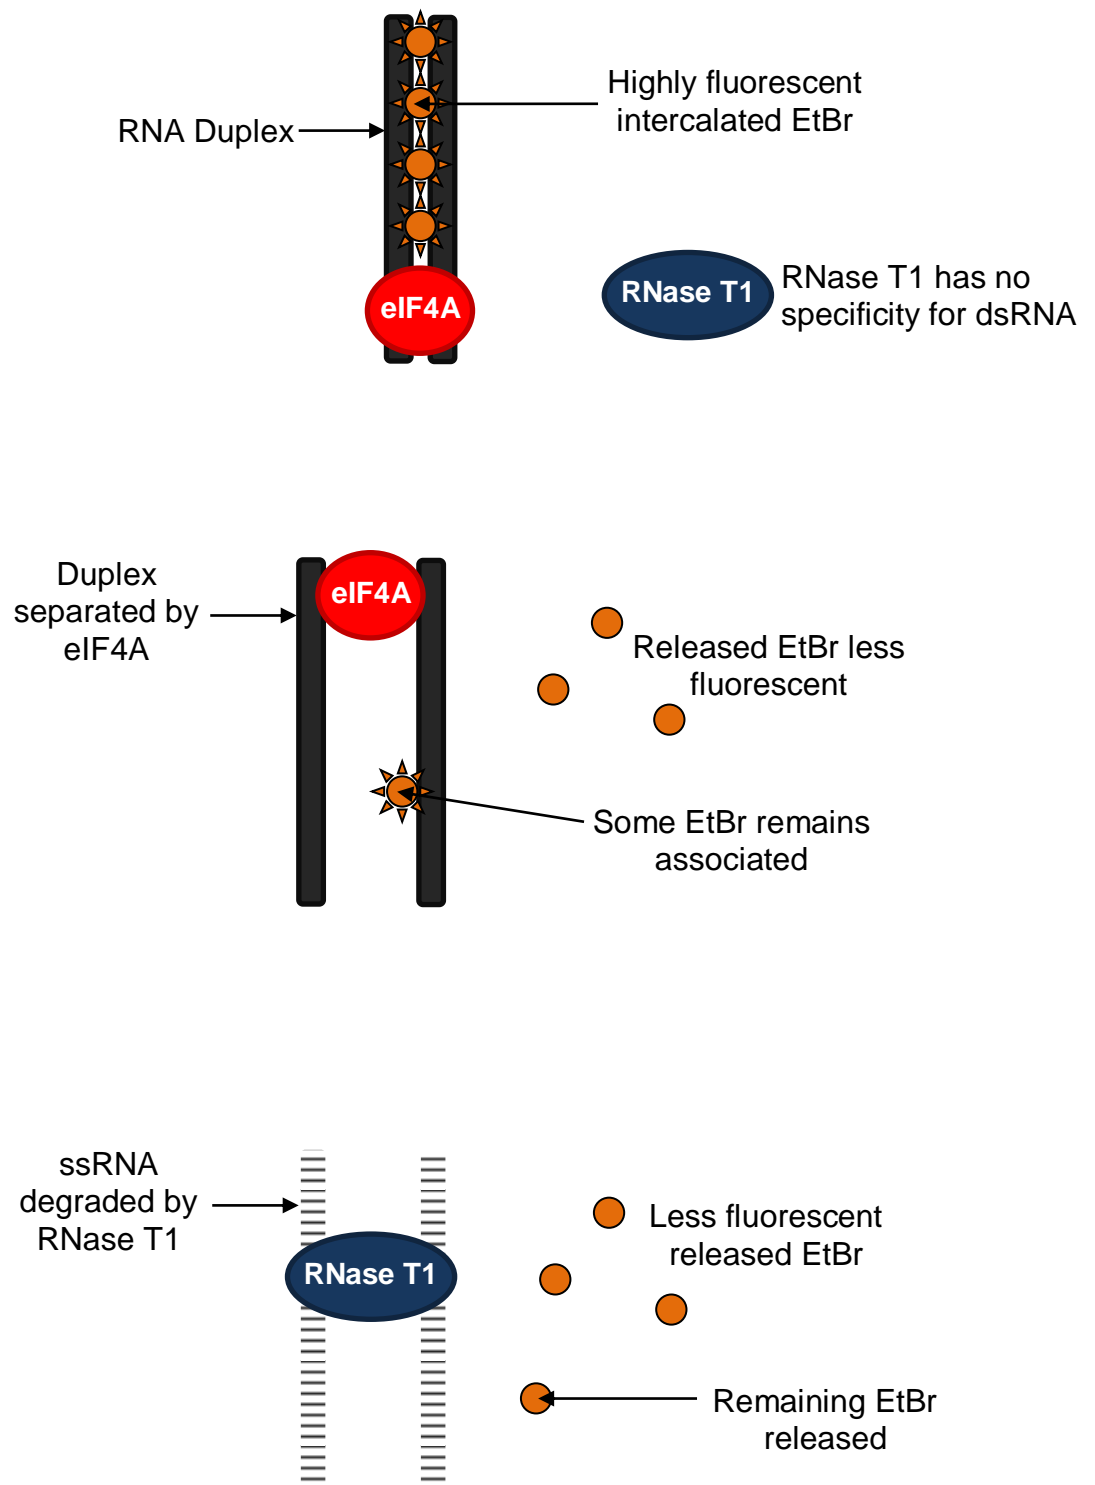 Highly fluorescent
intercalated EtBr
RNA Duplex
eIF4A
RNase T1
RNase T1 has no
specificity for dsRNA
Duplex
separated by
eIF4A
eIF4A
Released EtBr less
fluorescent
Some EtBr remains
associated
ssRNA
degraded by
RNase T1
RNase T1
Less fluorescent
released EtBr
Remaining EtBr
released